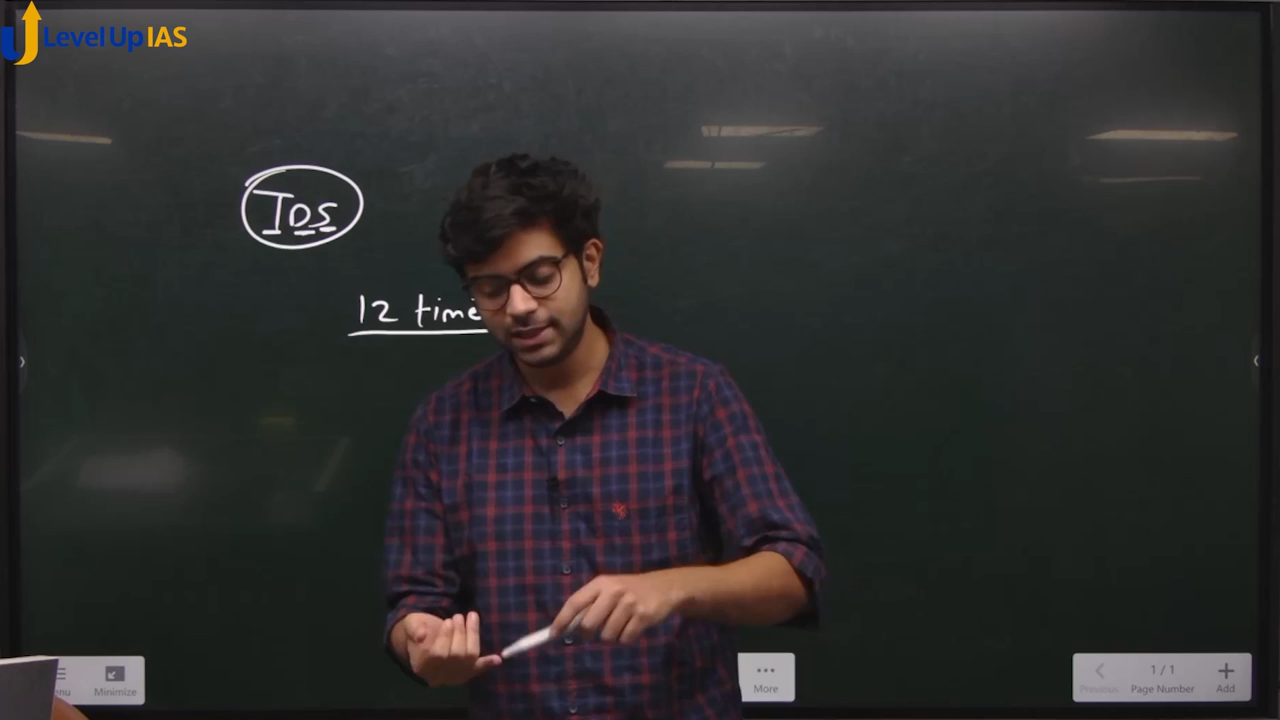 Level Up IAS
IDS
12 time
Minimize
More
1/1
Previous
Page Number
Add